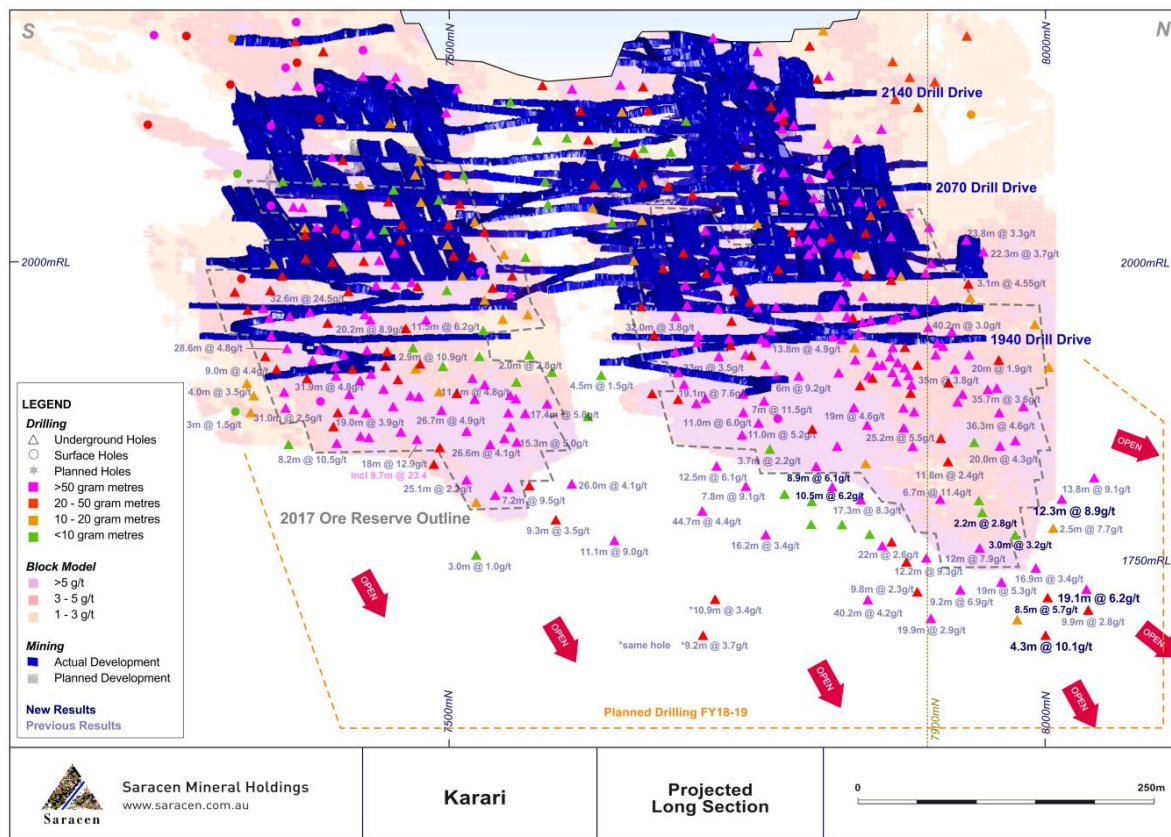 S
N
7500mN
8000mN
2140 Drill Drive
2070 Drill Drive
23.8m @ 3.3g/t
22.3m @ 3.7g/t
2000mRL
2000mRL
3.1m @ 4.55g/t
32.6m @ 24.5g/t
20.2m @ 8.9g/t
11.5m @ 6.2g/t
32.0m @ 3.8g/t
40.2m @ 3.0g/t
1940 Drill Drive
28.6m @ 4.8g/t
13.8m @ 4.9g/t
2.9m @ 10.9g/t
2.0m @ 2.8g/t
9.0m @ 4.4g/t
23m @ 3.5g/t
20m @ 1.9g/t
4.0m @ 3.5g/t
31.9m @ 4.8g/t
4.5m @ 1.5g/t
6m @ 9.2g/t
35m @ 3.8g/t
19.1m @ 7.6g/t
35.7m @ 3.6g/t
3m @ 1.5g/t
31.0m @ 2.5g/t
19.0m @ 3.9g/t
26.7m @ 4.9g/t
17.4m @ 5.8g/t
11.0m @ 6.0g/t
7m @ 11.5g/t
19m @ 4.6g/t
36.3m @ 4.6g/t
11.0m @ 5.2g/t
25.2m @ 5.5g/t
15.3m @ 5.0g/t
8.2m @ 10.5g/t
26.6m @ 4.1g/t
20.0m @ 4.3g/t
18m @ 12.9g/t
3.7m @ 2.2g/t
incl 9.7m @ 23.4
12.5m @ 6.1g/t
8.9m @ 6.1g/t
11.8m @ 2.4g/t
13.8m @ 9.1g/t
25.1m @ 2.2g/t
7.2m @ 9.5g/t
26.0m @ 4.1g/t
7.8m @ 9.1g/t
10.5m @ 6.2g/t
6.7m @ 11.4g/t
17.3m @ 8.3g/t
12.3m @ 8.9g/t
2017 Ore Reserve Outline
44.7m @ 4.4g/t
2.2m @ 2.8g/t
2.5m @ 7.7g/t
9.3m @ 3.5g/t
16.2m @ 3.4g/t
3.0m @ 3.2g/t
11.1m @ 9.0g/t
22m @ 2.6g/t
12m @ 7.9g/t
3.0m @ 1.0g/t
12.2m @ 9.3g/t
1750mRL
16.9m @ 3.4g/t
9.8m @ 2.3g/t
9.2m @ 6.9g/t
19m @ 5.3g/t
19.1m @ 6.2g/t
40.2m @ 4.2g/t
*10.9m @ 3.4g/t
8.5m @ 5.7g/t
9.9m @ 2.8g/t
19.9m @ 2.9g/t
*same hole
*9.2m @ 3.7g/t
4.3m @ 10.1g/t
OPEN
OPEN
OPEN
OPEN
OPEN
OPEN
Planned Drilling FY18-19
7500mN
7900mN
8000mN
LEGEND
Drilling
Underground Holes
Surface Holes
Planned Holes
>50 gram metres
20 - 50 gram metres
10 - 20 gram metres
<10 gram metres
Block Model
>5 g/t
3 - 5 g/t
1 - 3 g/t
Mining
Actual Development
Planned Development
New Results
Previous Results
Saracen
Saracen Mineral Holdings
www.saracen.com.au
Karari
Projected
Long Section
0
250m